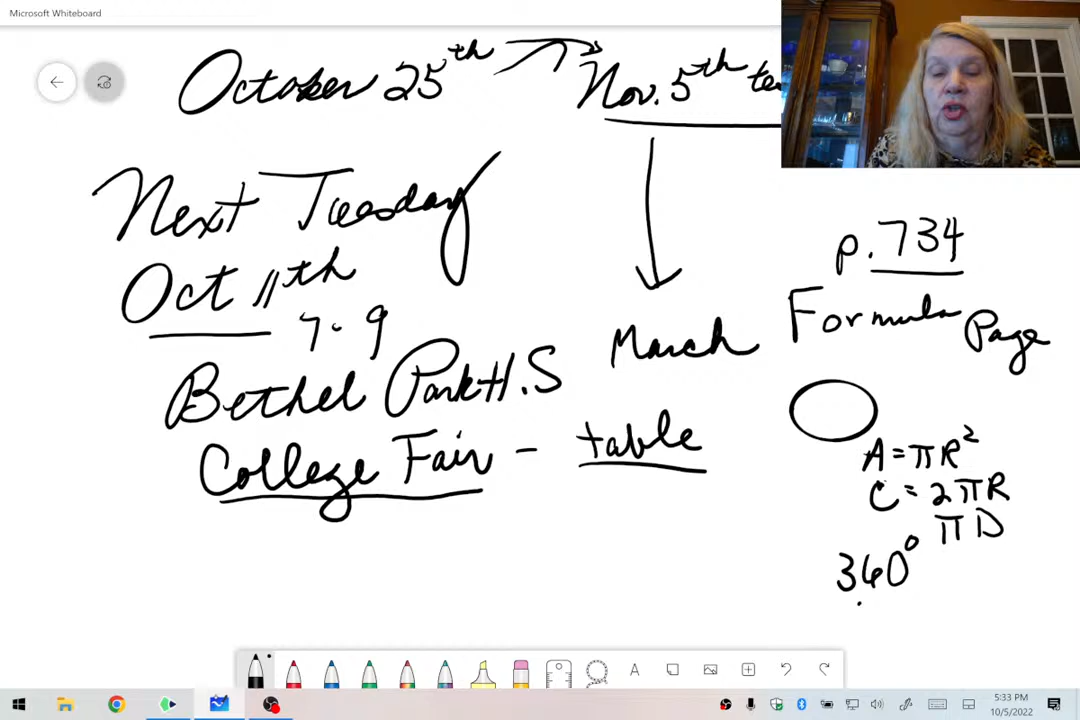 Microsoft Whiteboard
October 25th
Nov. 5th
Next Tuesday
Oct 11th
7-9
Bethel Park H.S
College Fair - table
March
p.734
Formula Page
A = πR²
C = 2πR
πD
360°
A
5:33 PM
10/5/2022